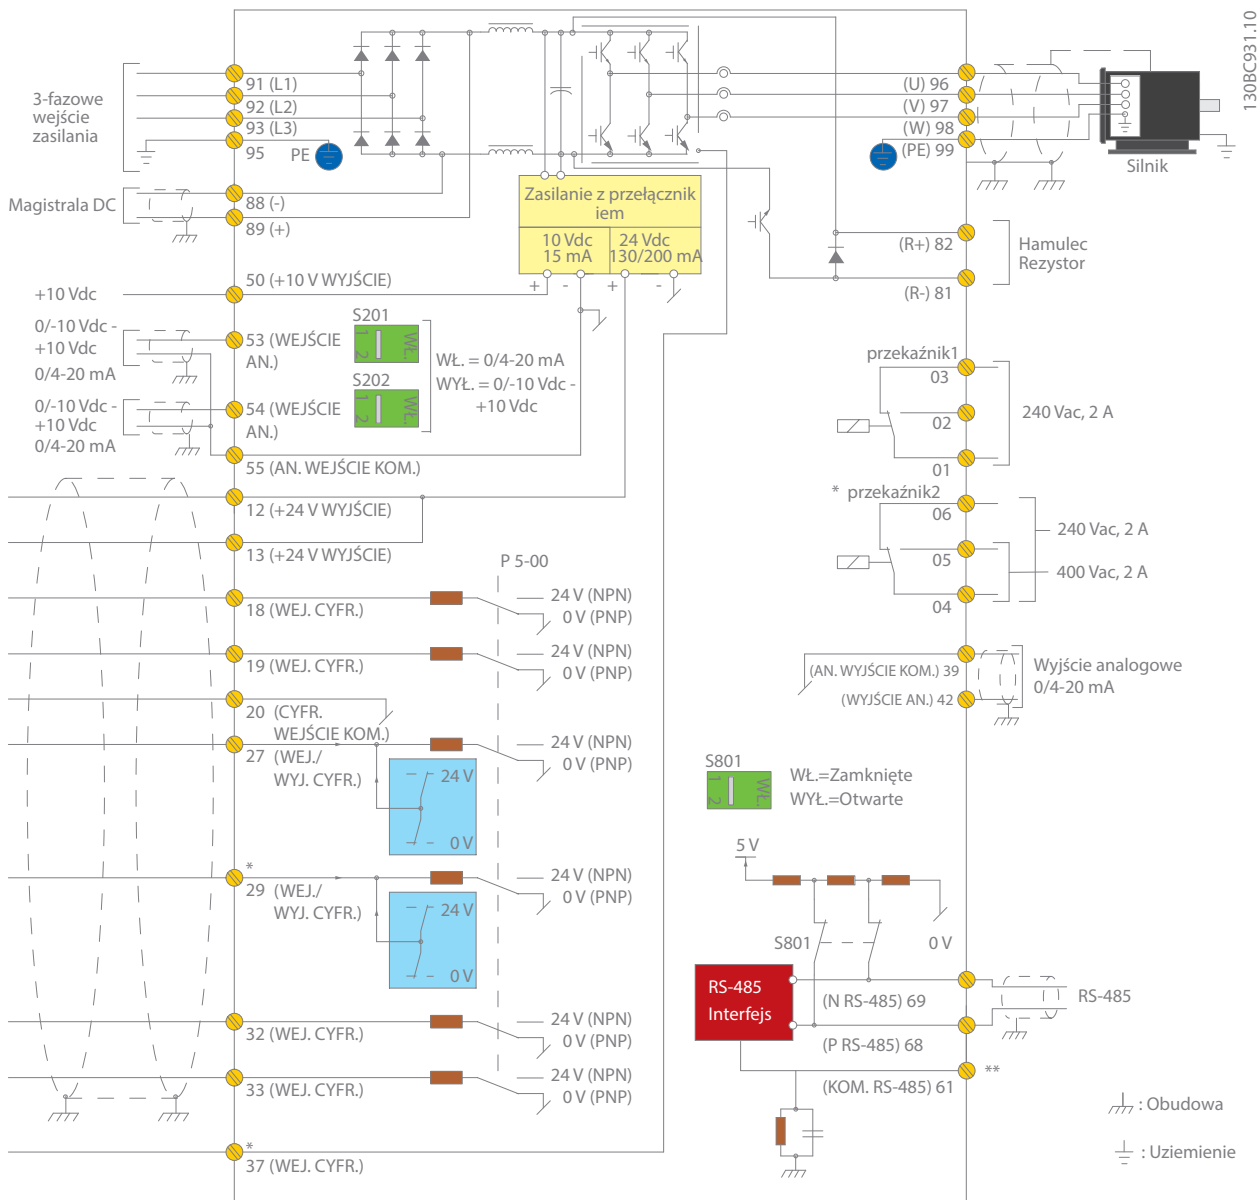 130BC931.10
3-fazowe
wejście
zasilania
91 (L1)
92 (L2)
93 (L3)
95
PE
Magistrala DC
88 (-)
89 (+)
Zasilanie z przełącznik
iem
10 Vdc
15 mA
24 Vdc
130/200 mA
+ - + -
(U) 96
(V) 97
(W) 98
(PE) 99
Silnik
(R+) 82
(R-) 81
Hamulec
Rezystor
+10 Vdc
50 (+10 V WYJŚCIE)
0/-10 Vdc -
+10 Vdc
0/4-20 mA
53 (WEJŚCIE
AN.)
S201
1 2
WŁ.
0/-10 Vdc -
+10 Vdc
0/4-20 mA
54 (WEJŚCIE
AN.)
S202
1 2
WŁ.
WŁ. = 0/4-20 mA
WYŁ. = 0/-10 Vdc -
+10 Vdc
55 (AN. WEJŚCIE KOM.)
12 (+24 V WYJŚCIE)
13 (+24 V WYJŚCIE)
P 5-00
18 (WEJ. CYFR.)
24 V (NPN)
0 V (PNP)
19 (WEJ. CYFR.)
24 V (NPN)
0 V (PNP)
20 (CYFR.
WEJŚCIE KOM.)
27 (WEJ./
WYJ. CYFR.)
24 V (NPN)
0 V (PNP)
24 V
0 V
*
29 (WEJ./
WYJ. CYFR.)
24 V (NPN)
0 V (PNP)
24 V
0 V
32 (WEJ. CYFR.)
24 V (NPN)
0 V (PNP)
33 (WEJ. CYFR.)
24 V (NPN)
0 V (PNP)
*
37 (WEJ. CYFR.)
przekaźnik1
03
02
01
240 Vac, 2 A
* przekaźnik2
06
05
04
240 Vac, 2 A
400 Vac, 2 A
(AN. WYJŚCIE KOM.) 39
(WYJŚCIE AN.) 42
Wyjście analogowe
0/4-20 mA
S801
1 2
WŁ.
WŁ.=Zamknięte
WYŁ.=Otwarte
5 V
S801
0 V
RS-485
Interfejs
(N RS-485) 69
(P RS-485) 68
(KOM. RS-485) 61
**
RS-485
: Obudowa
: Uziemienie